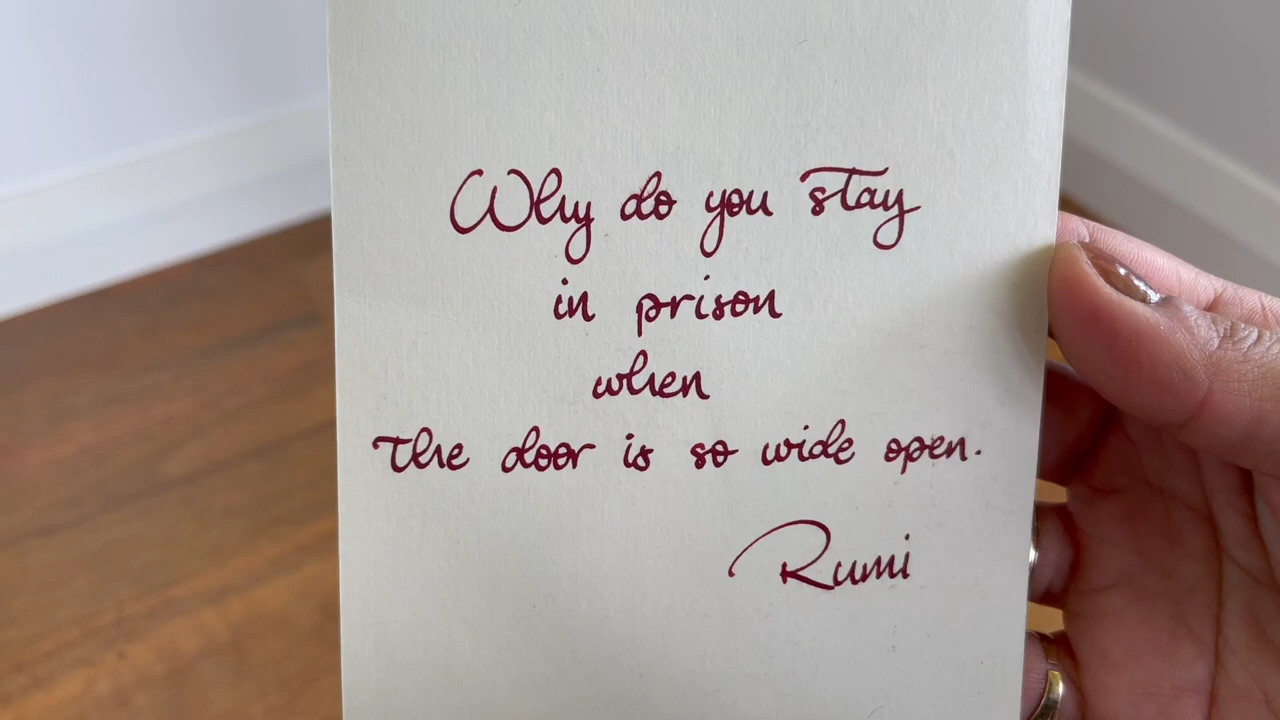 Why do you stay
in prison
when
the door is so wide open.
Rumi